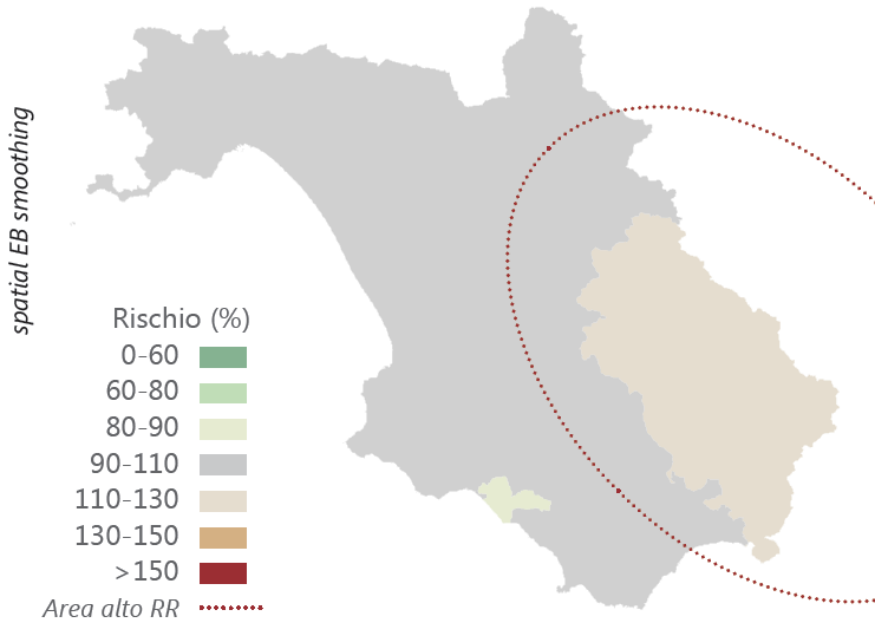 spatial EB smoothing
Rischio (%)
0-60
60-80
80-90
90-110
110-130
130-150
>150
Area alto RR